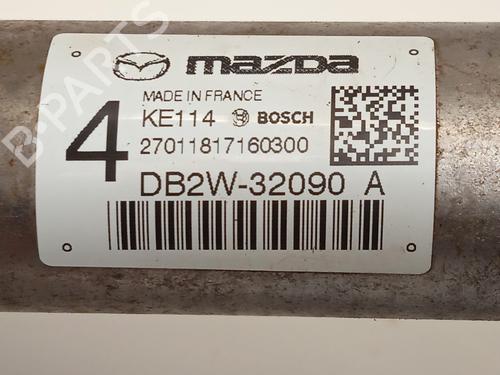 mazda
MADE IN FRANCE
4
KE114 BOSCH
27011817160300
DB2W-32090 A
B-PARTS